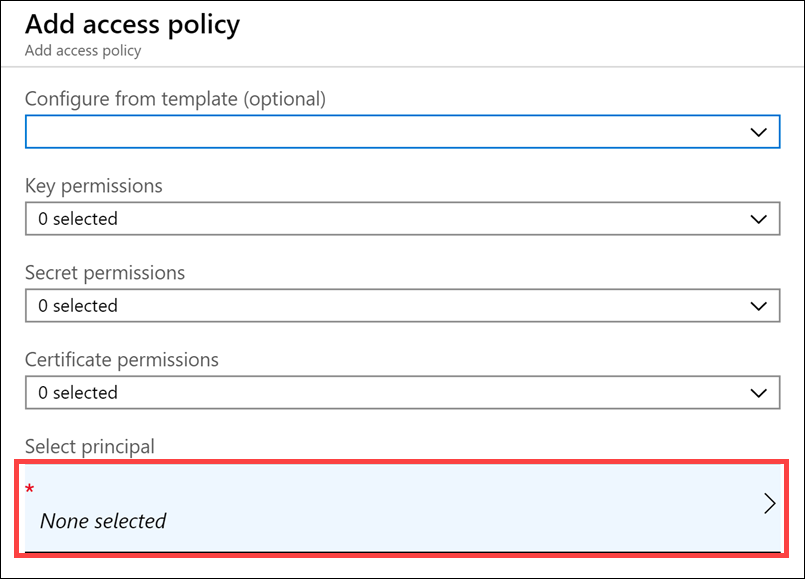 Add access policy
Add access policy
Configure from template (optional)
Key permissions
0 selected
Secret permissions
0 selected
Certificate permissions
0 selected
Select principal
*
None selected